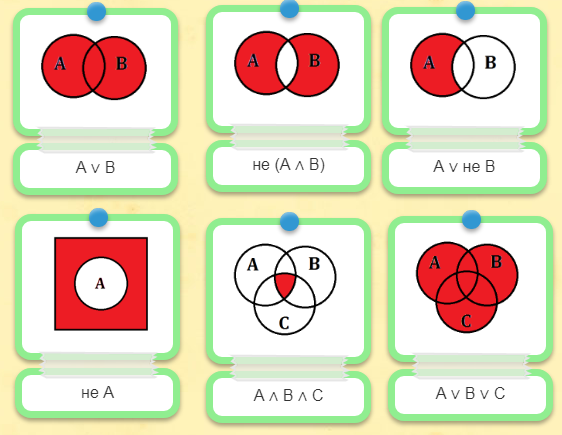 A B
A B
A B
A ∨ B
не (A ∧ B)
A ∨ не B
A
A B
C
A B
C
не A
A ∧ B ∧ C
A ∨ B ∨ C